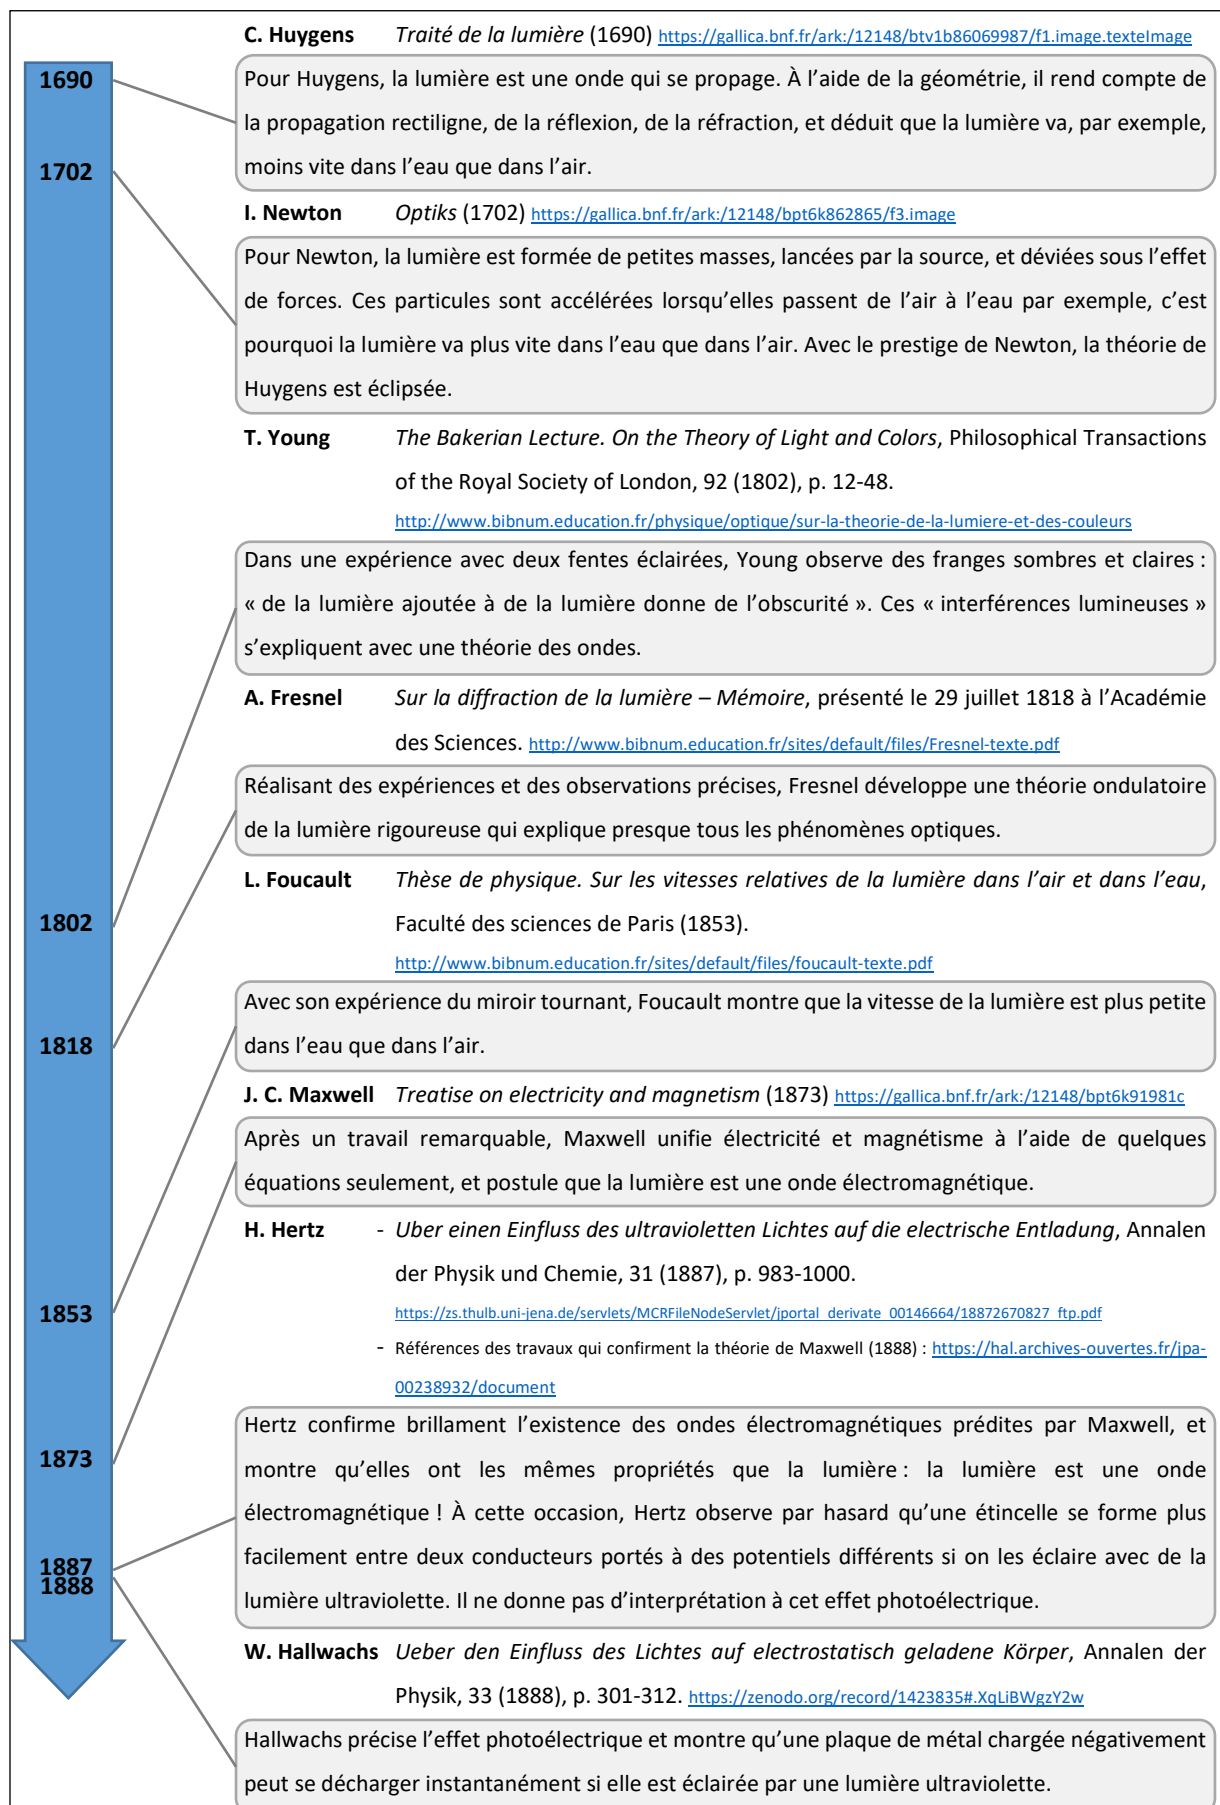 C. Huygens Traité de la lumière (1690) https://gallica.bnf.fr/ark:/12148/btv1b86069987/f1.image.texteImage
1690
Pour Huygens, la lumière est une onde qui se propage. À l’aide de la géométrie, il rend compte de
la propagation rectiligne, de la réflexion, de la réfraction, et déduit que la lumière va, par exemple,
moins vite dans l’eau que dans l’air.
1702
I. Newton Optiks (1702) https://gallica.bnf.fr/ark:/12148/bpt6k862865/f3.image
Pour Newton, la lumière est formée de petites masses, lancées par la source, et déviées sous l’effet
de forces. Ces particules sont accélérées lorsqu’elles passent de l’air à l’eau par exemple, c’est
pourquoi la lumière va plus vite dans l’eau que dans l’air. Avec le prestige de Newton, la théorie de
Huygens est éclipsée.
T. Young The Bakerian Lecture. On the Theory of Light and Colors, Philosophical Transactions
of the Royal Society of London, 92 (1802), p. 12-48.
http://www.bibnum.education.fr/physique/optique/sur-la-theorie-de-la-lumiere-et-des-couleurs
Dans une expérience avec deux fentes éclairées, Young observe des franges sombres et claires :
« de la lumière ajoutée à de la lumière donne de l’obscurité ». Ces « interférences lumineuses »
s’expliquent avec une théorie des ondes.
A. Fresnel Sur la diffraction de la lumière – Mémoire, présenté le 29 juillet 1818 à l’Académie
des Sciences. http://www.bibnum.education.fr/sites/default/files/Fresnel-texte.pdf
Réalisant des expériences et des observations précises, Fresnel développe une théorie ondulatoire
de la lumière rigoureuse qui explique presque tous les phénomènes optiques.
L. Foucault Thèse de physique. Sur les vitesses relatives de la lumière dans l’air et dans l’eau,
1802
Faculté des sciences de Paris (1853).
http://www.bibnum.education.fr/sites/default/files/foucault-texte.pdf
Avec son expérience du miroir tournant, Foucault montre que la vitesse de la lumière est plus petite
dans l’eau que dans l’air.
1818
J. C. Maxwell Treatise on electricity and magnetism (1873) https://gallica.bnf.fr/ark:/12148/bpt6k91981c
Après un travail remarquable, Maxwell unifie électricité et magnétisme à l’aide de quelques
équations seulement, et postule que la lumière est une onde électromagnétique.
H. Hertz - Uber einen Einfluss des ultravioletten Lichtes auf die electrische Entladung, Annalen
der Physik und Chemie, 31 (1887), p. 983-1000.
1853
https://zs.thulb.uni-jena.de/servlets/MCRFileNodeServlet/jportal_derivate_00146664/18872670827_ftp.pdf
- Références des travaux qui confirment la théorie de Maxwell (1888) : https://hal.archives-ouvertes.fr/jpa-
00238932/document
Hertz confirme brillament l’existence des ondes électromagnétiques prédites par Maxwell, et
1873
montre qu’elles ont les mêmes propriétés que la lumière : la lumière est une onde
électromagnétique ! À cette occasion, Hertz observe par hasard qu’une étincelle se forme plus
1887
1888
facilement entre deux conducteurs portés à des potentiels différents si on les éclaire avec de la
lumière ultraviolette. Il ne donne pas d’interprétation à cet effet photoélectrique.
W. Hallwachs Ueber den Einfluss des Lichtes auf electrostatisch geladene Körper, Annalen der
Physik, 33 (1888), p. 301-312. https://zenodo.org/record/1423835#.XqLiBWgzY2w
Hallwachs précise l’effet photoélectrique et montre qu’une plaque de métal chargée négativement
peut se décharger instantanément si elle est éclairée par une lumière ultraviolette.